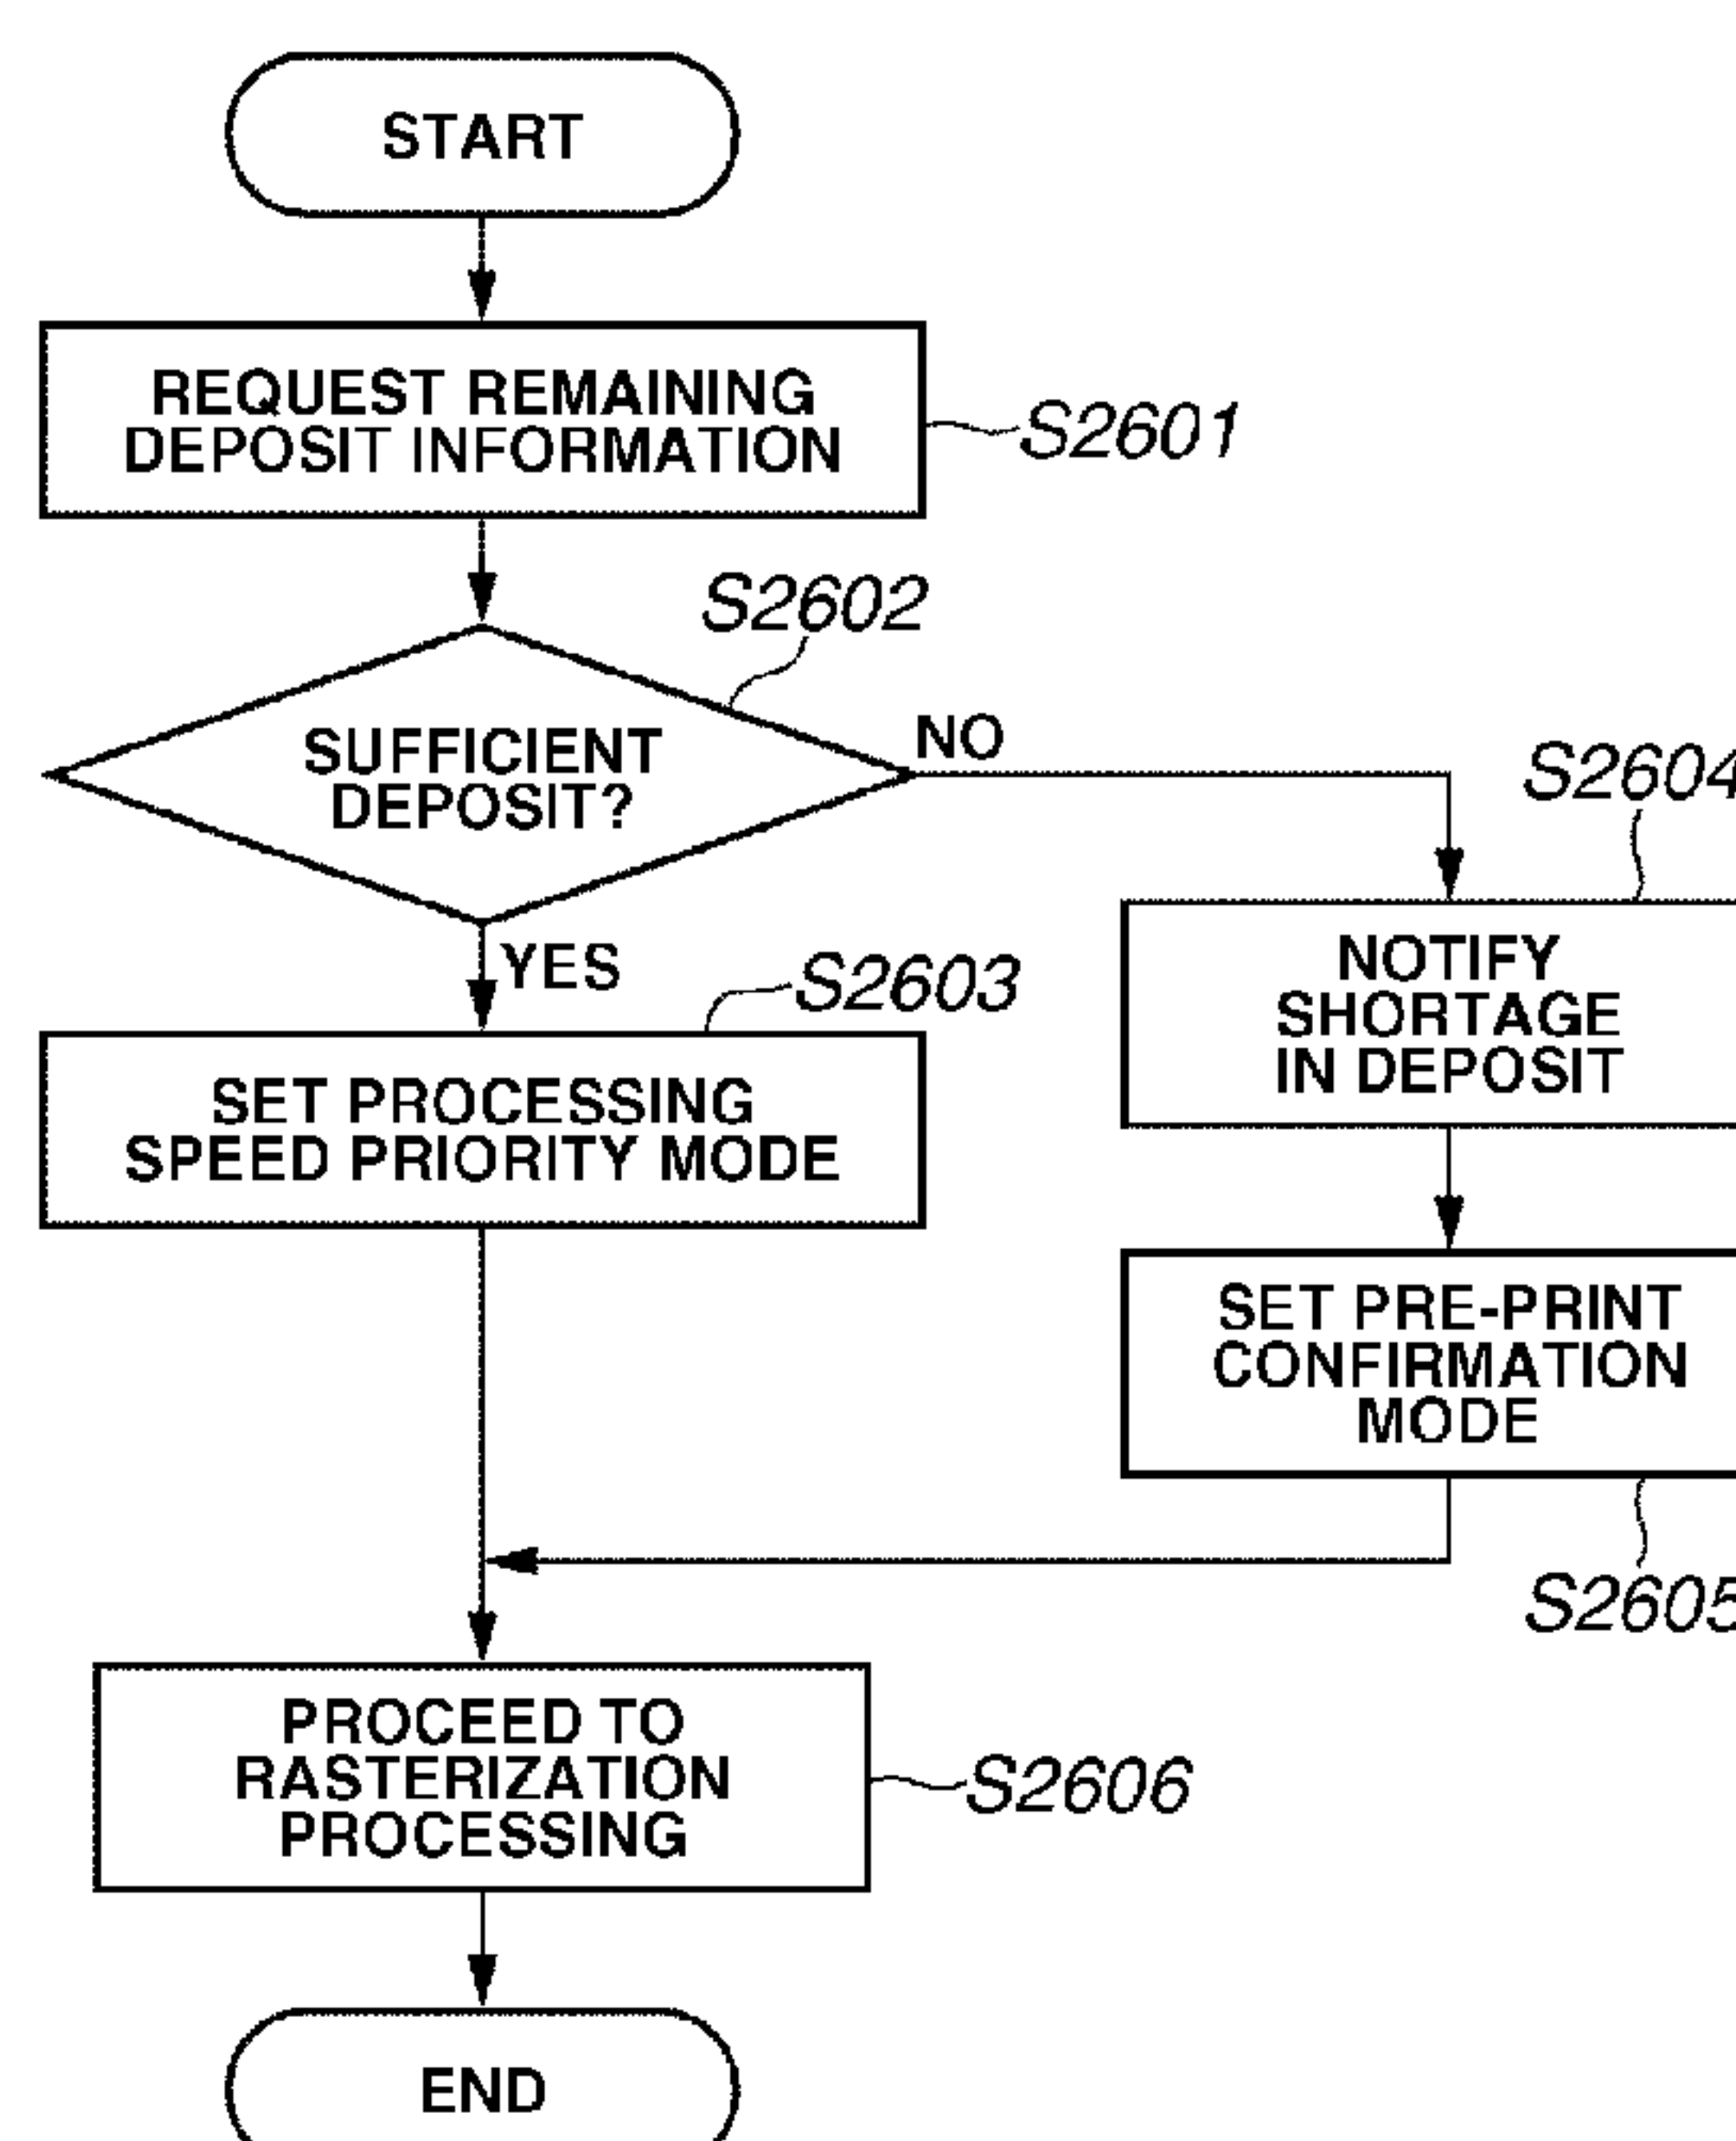 START
REQUEST REMAINING
DEPOSIT INFORMATION
S2601
S2602
SUFFICIENT
DEPOSIT?
NO
YES
S2603
SET PROCESSING
SPEED PRIORITY MODE
S2604
NOTIFY
SHORTAGE
IN DEPOSIT
SET PRE-PRINT
CONFIRMATION
MODE
S2605
PROCEED TO
RASTERIZATION
PROCESSING
S2606
END